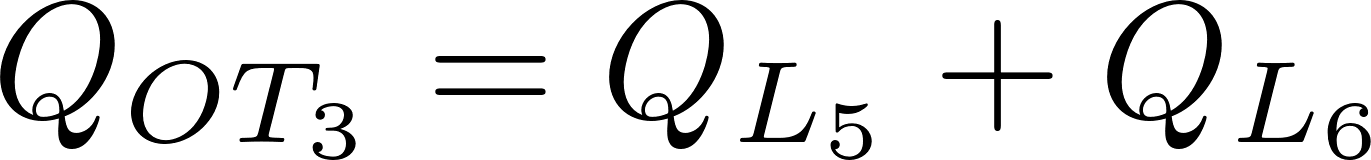 $Q_{OT_3} = Q_{L_5} + Q_{L_6}$